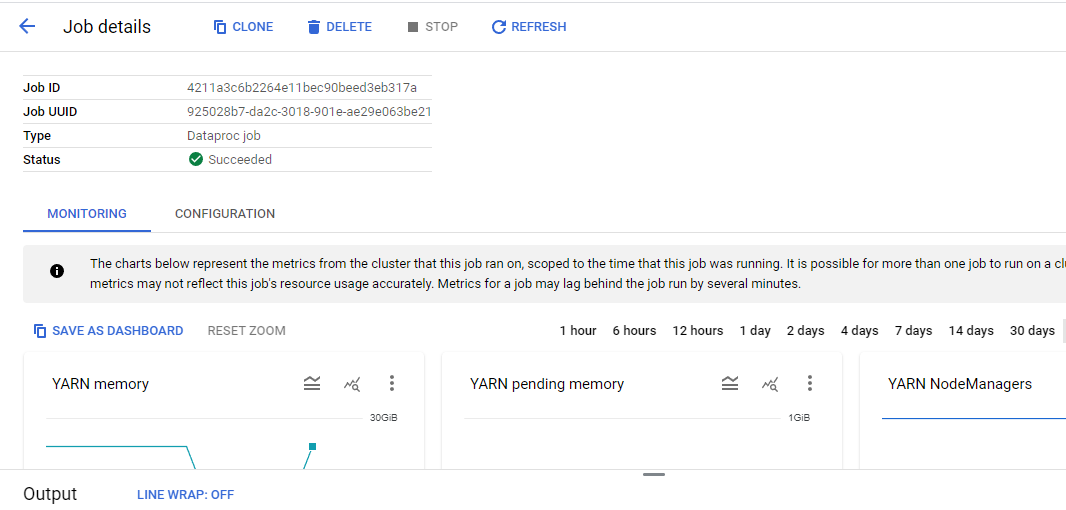 Job details CLONE DELETE STOP REFRESH
Job ID 4211a3c6b2264e11bec90beed3eb317a
Job UUID 925028b7-da2c-3018-901e-ae29e063be21
Type Dataproc job
Status Succeeded
MONITORING CONFIGURATION
The charts below represent the metrics from the cluster that this job ran on, scoped to the time that this job was running. It is possible for more than one job to run on a clu
metrics may not reflect this job's resource usage accurately. Metrics for a job may lag behind the job run by several minutes.
SAVE AS DASHBOARD RESET ZOOM 1 hour 6 hours 12 hours 1 day 2 days 4 days 7 days 14 days 30 days
YARN memory YARN pending memory YARN NodeManagers
30GiB 1GiB
Output LINE WRAP: OFF